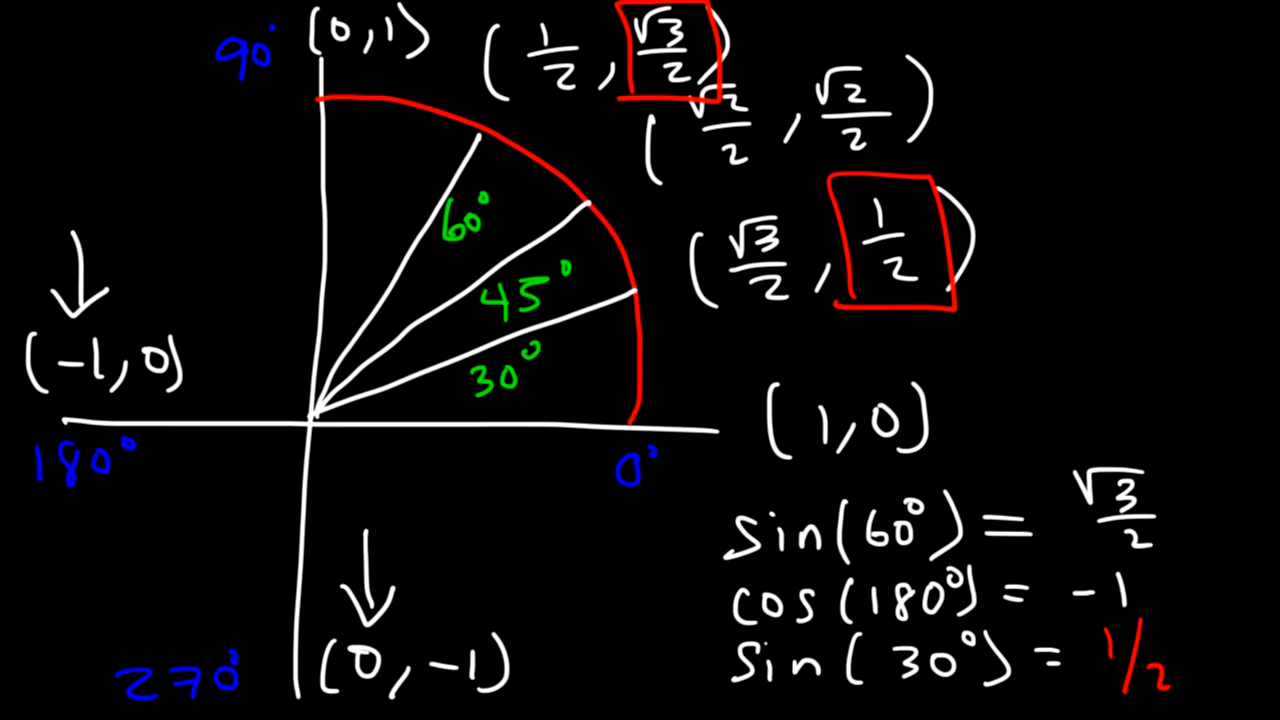 90° (0,1) (1/2, √3/2)
(√2/2, √2/2)
60°
(√3/2, 1/2)
45°
30°
(-1,0)
(1,0)
180° 0°
sin(60°) = √3/2
cos(180°) = -1
sin(30°) = 1/2
270° (0,-1)